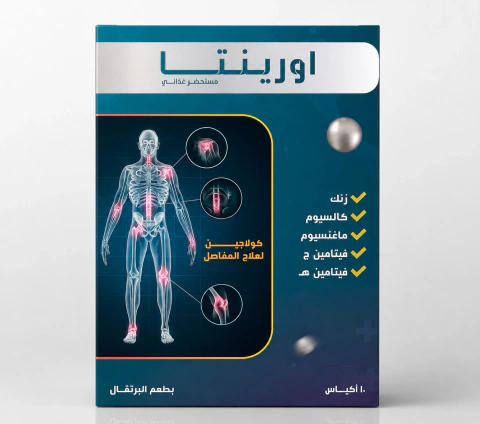 اورينتا
مستحضر غذائي
زنك
كالسيوم
ماغنسيوم
فيتامين ج
فيتامين هـ
كولاجين
لعلاج المفاصل
بطعم البرتقال
١٠ أكياس